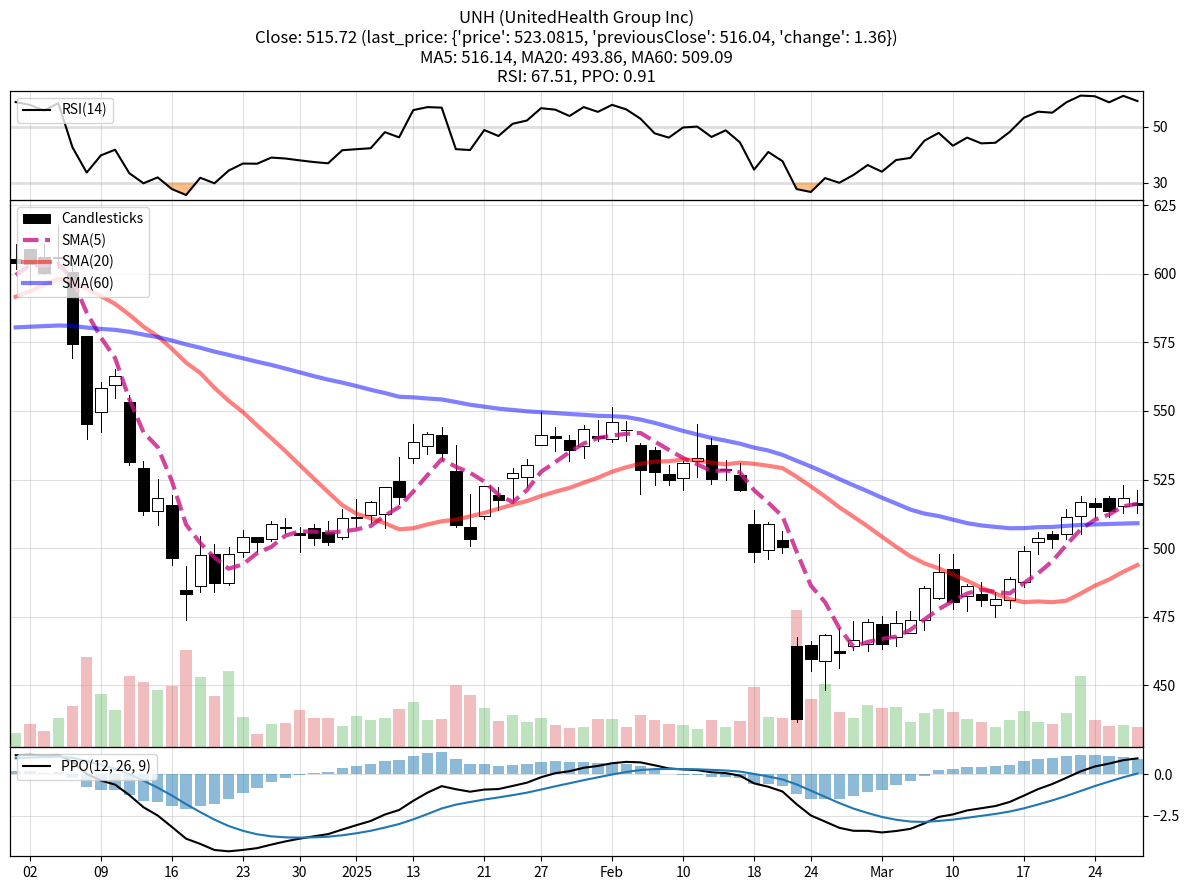 UNH (UnitedHealth Group Inc)
Close: 515.72 (last_price: {'price': 523.0815, 'previousClose': 516.04, 'change': 1.36})
MA5: 516.14, MA20: 493.86, MA60: 509.09
RSI: 67.51, PPO: 0.91
RSI(14)
50
30
Candlesticks
SMA(5)
SMA(20)
SMA(60)
625
600
575
550
525
500
475
450
PPO(12, 26, 9)
0.0
−2.5
02 09 16 23 30 2025 13 21 27 Feb 10 18 24 Mar 10 17 24